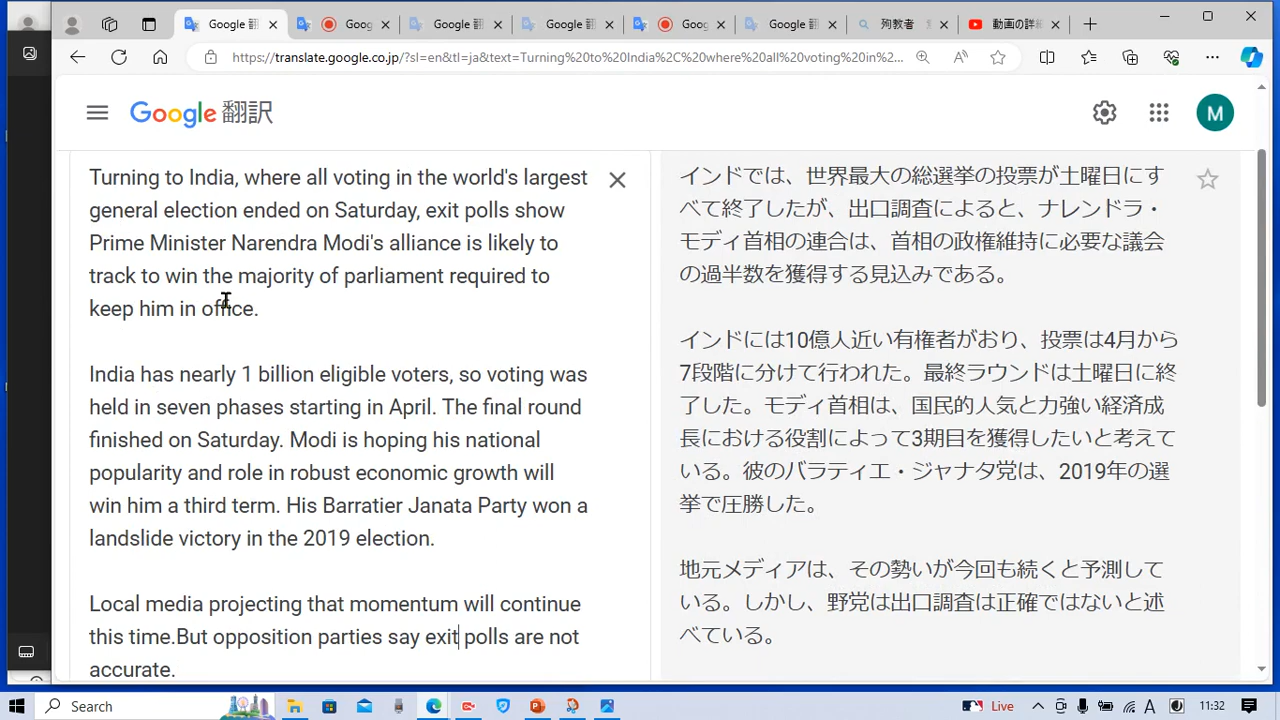 Google
Goog
Google
Google
Goog
Google
殉教者
動画の詳細
https://translate.google.co.jp/?sl=en&tl=ja&text=Turning%20to%20India%2C%20where%20all%20voting%20in%...
Google 翻訳
M
Turning to India, where all voting in the world's largest
general election ended on Saturday, exit polls show
Prime Minister Narendra Modi's alliance is likely to
track to win the majority of parliament required to
keep him in office.
India has nearly 1 billion eligible voters, so voting was
held in seven phases starting in April. The final round
finished on Saturday. Modi is hoping his national
popularity and role in robust economic growth will
win him a third term. His Barratier Janata Party won a
landslide victory in the 2019 election.
Local media projecting that momentum will continue
this time.But opposition parties say exit polls are not
accurate.
インドでは、世界最大の総選挙の投票が土曜日にす
べて終了したが、出口調査によると、ナレンドラ・
モディ首相の連合は、首相の政権維持に必要な議会
の過半数を獲得する見込みである。
インドには10億人近い有権者がおり、投票は4月から
7段階に分けて行われた。最終ラウンドは土曜日に終
了した。モディ首相は、国民的人気と力強い経済成
長における役割によって3期目を獲得したいと考えて
いる。彼のバラティエ・ジャナタ党は、2019年の選
挙で圧勝した。
地元メディアは、その勢いが今回も続くと予測して
いる。しかし、野党は出口調査は正確ではないと述
べている。
Search
Live
A
11:32